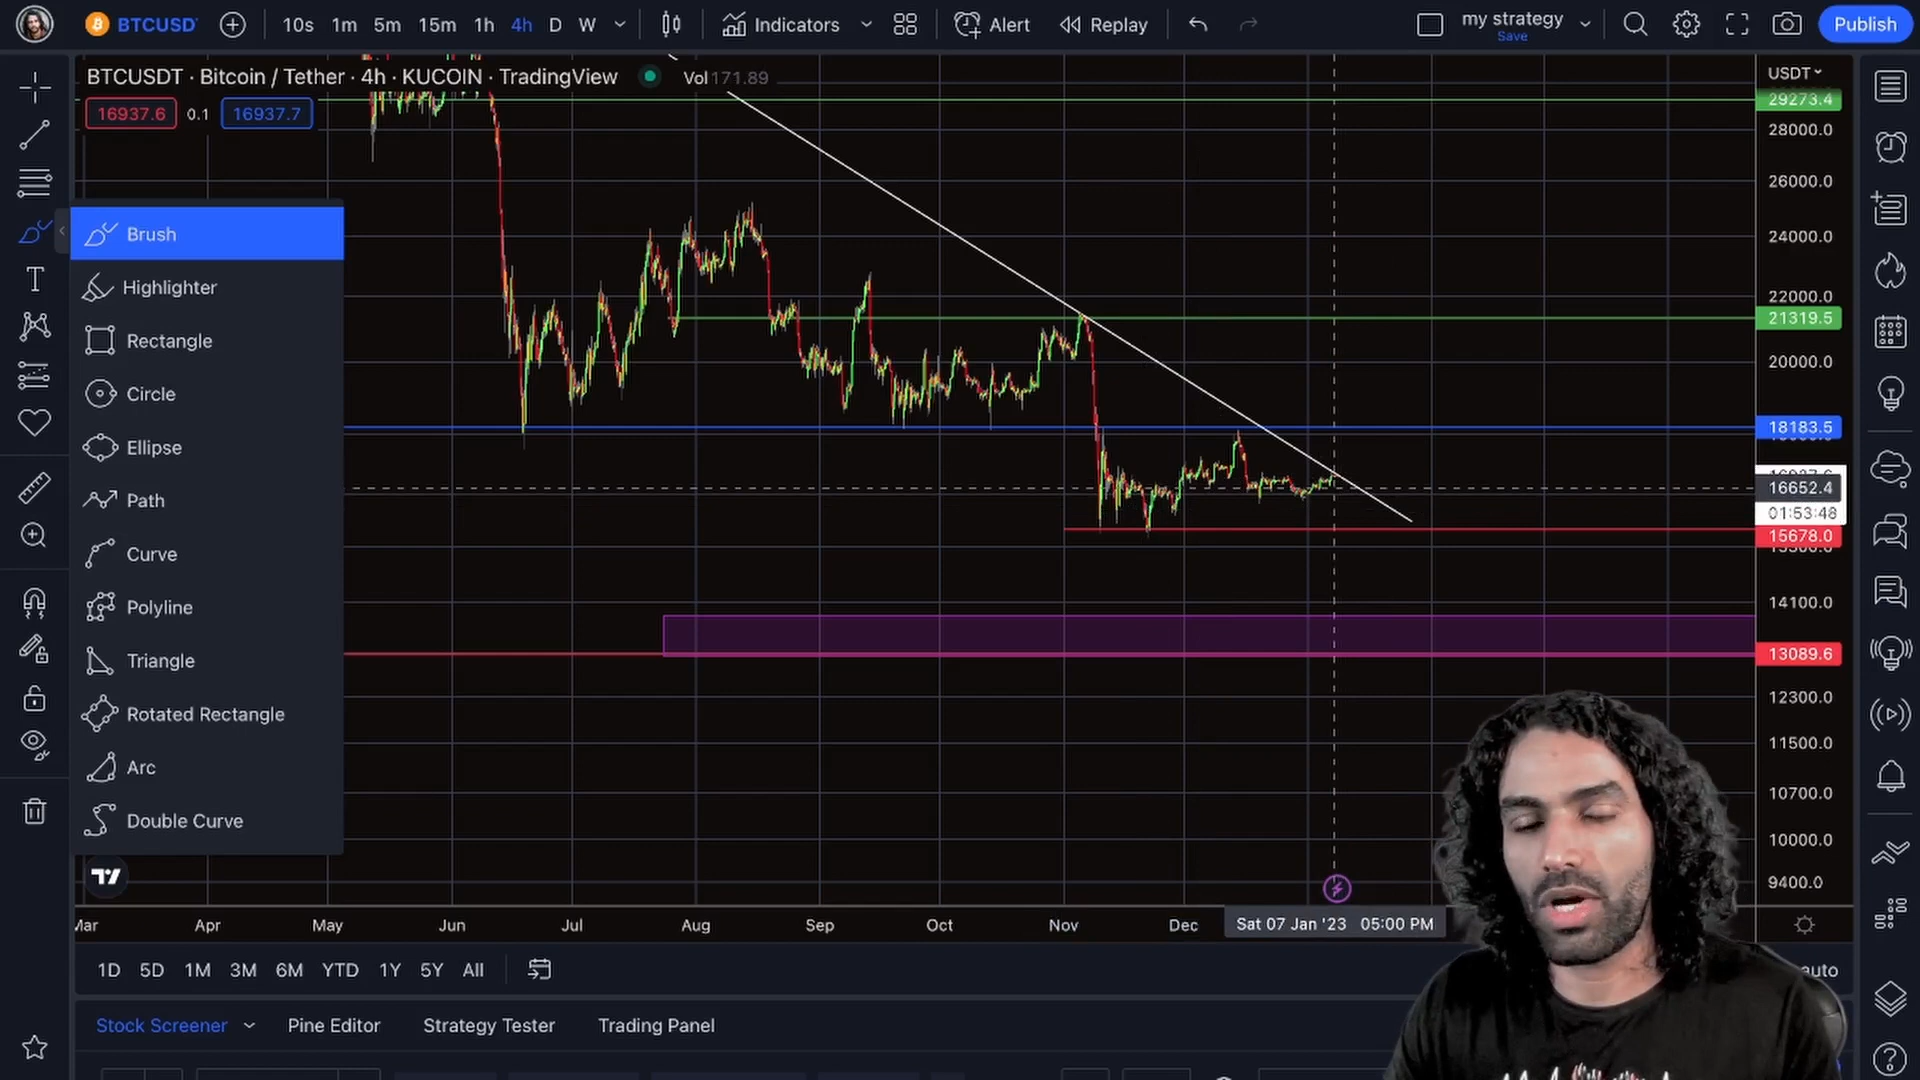 BTCUSDT 10s 1m 5m 15m 1h 4h D W Indicators Alert Replay my strategy Save Publish
BTCUSDT · Bitcoin / Tether · 4h · KUCOIN · TradingView Vol 171.89
16937.6 0.1 16937.7
USDT
29273.4
28000.0
26000.0
24000.0
22000.0
21319.5
20000.0
18183.5
16652.4
01:53:48
15678.0
14100.0
13089.6
12300.0
11500.0
10700.0
10000.0
9400.0
Brush
Highlighter
Rectangle
Circle
Ellipse
Path
Curve
Polyline
Triangle
Rotated Rectangle
Arc
Double Curve
Mar Apr May Jun Jul Aug Sep Oct Nov Dec Sat 07 Jan '23 05:00 PM
1D 5D 1M 3M 6M YTD 1Y 5Y All auto
Stock Screener Pine Editor Strategy Tester Trading Panel